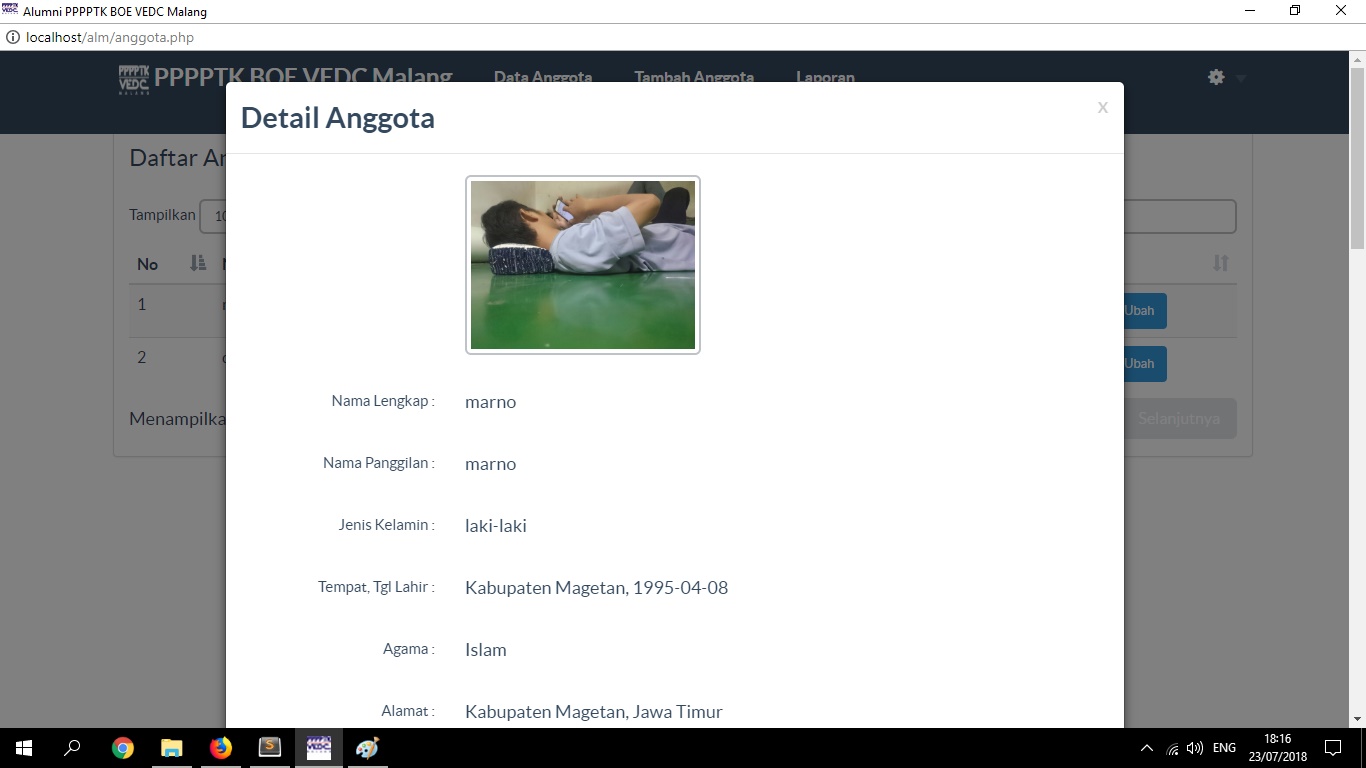 Alumni PPPPTK BOE VEDC Malang
localhost/alm/anggota.php
PPPPTK VEDC MALANG PPPPTK BOE VEDC Malang Data Anggota Tambah Anggota Laporan
Detail Anggota x
Daftar
Tampilkan 10
No
1 Ubah
2 Ubah
Selanjutnya
Nama Lengkap : marno
Nama Panggilan : marno
Jenis Kelamin : laki-laki
Tempat, Tgl Lahir : Kabupaten Magetan, 1995-04-08
Agama : Islam
Alamat : Kabupaten Magetan, Jawa Timur
ENG
18:16
23/07/2018